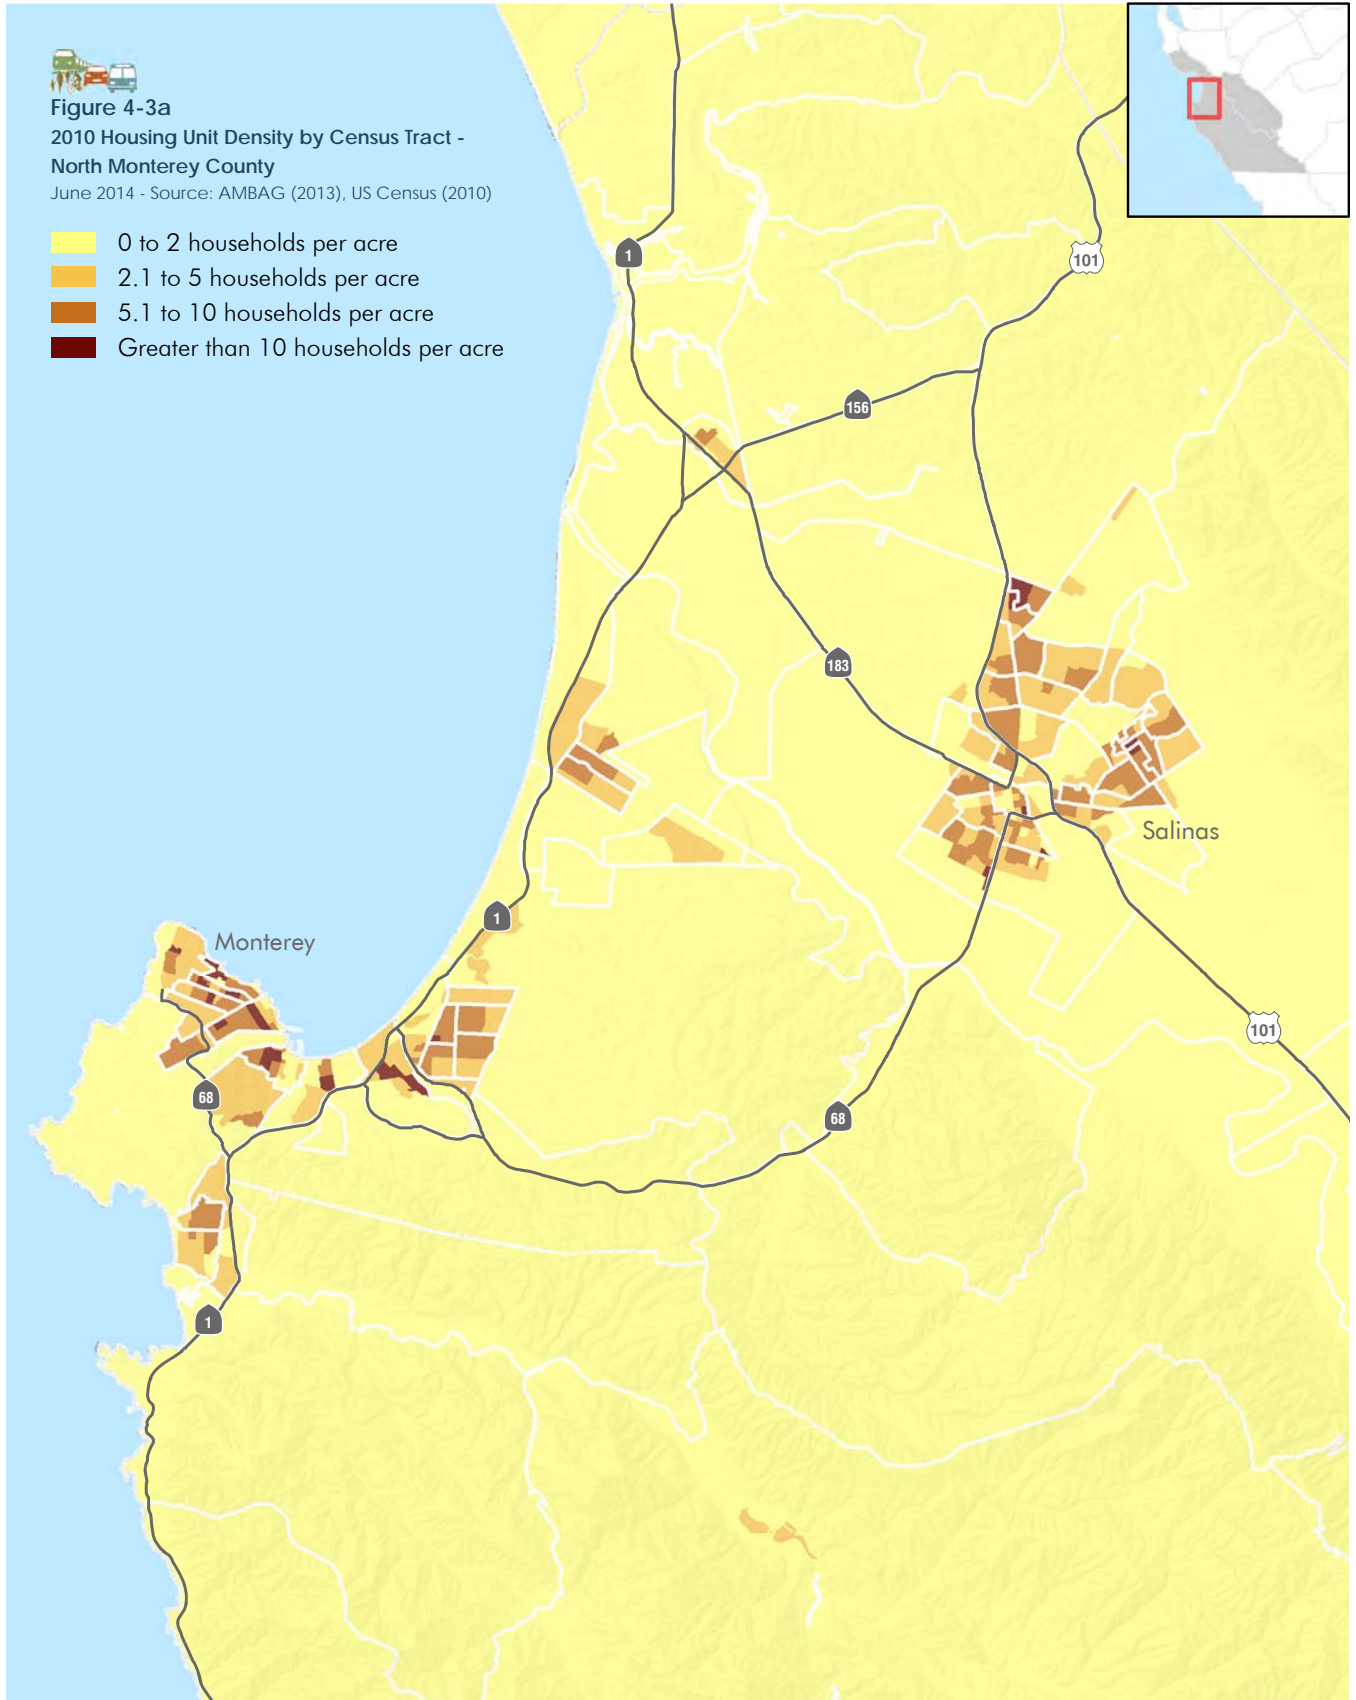 Figure 4-3a
2010 Housing Unit Density by Census Tract -
North Monterey County
June 2014 - Source: AMBAG (2013), US Census (2010)
0 to 2 households per acre
2.1 to 5 households per acre
5.1 to 10 households per acre
Greater than 10 households per acre
1
101
156
183
Salinas
1
Monterey
101
68
68
1